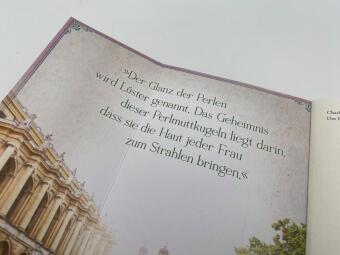 »Der Glanz der Perlen
wird Lüster genannt. Das Geheimnis
dieser Perlmuttkugeln liegt darin,
dass sie die Haut jeder Frau
zum Strahlen bringen.«